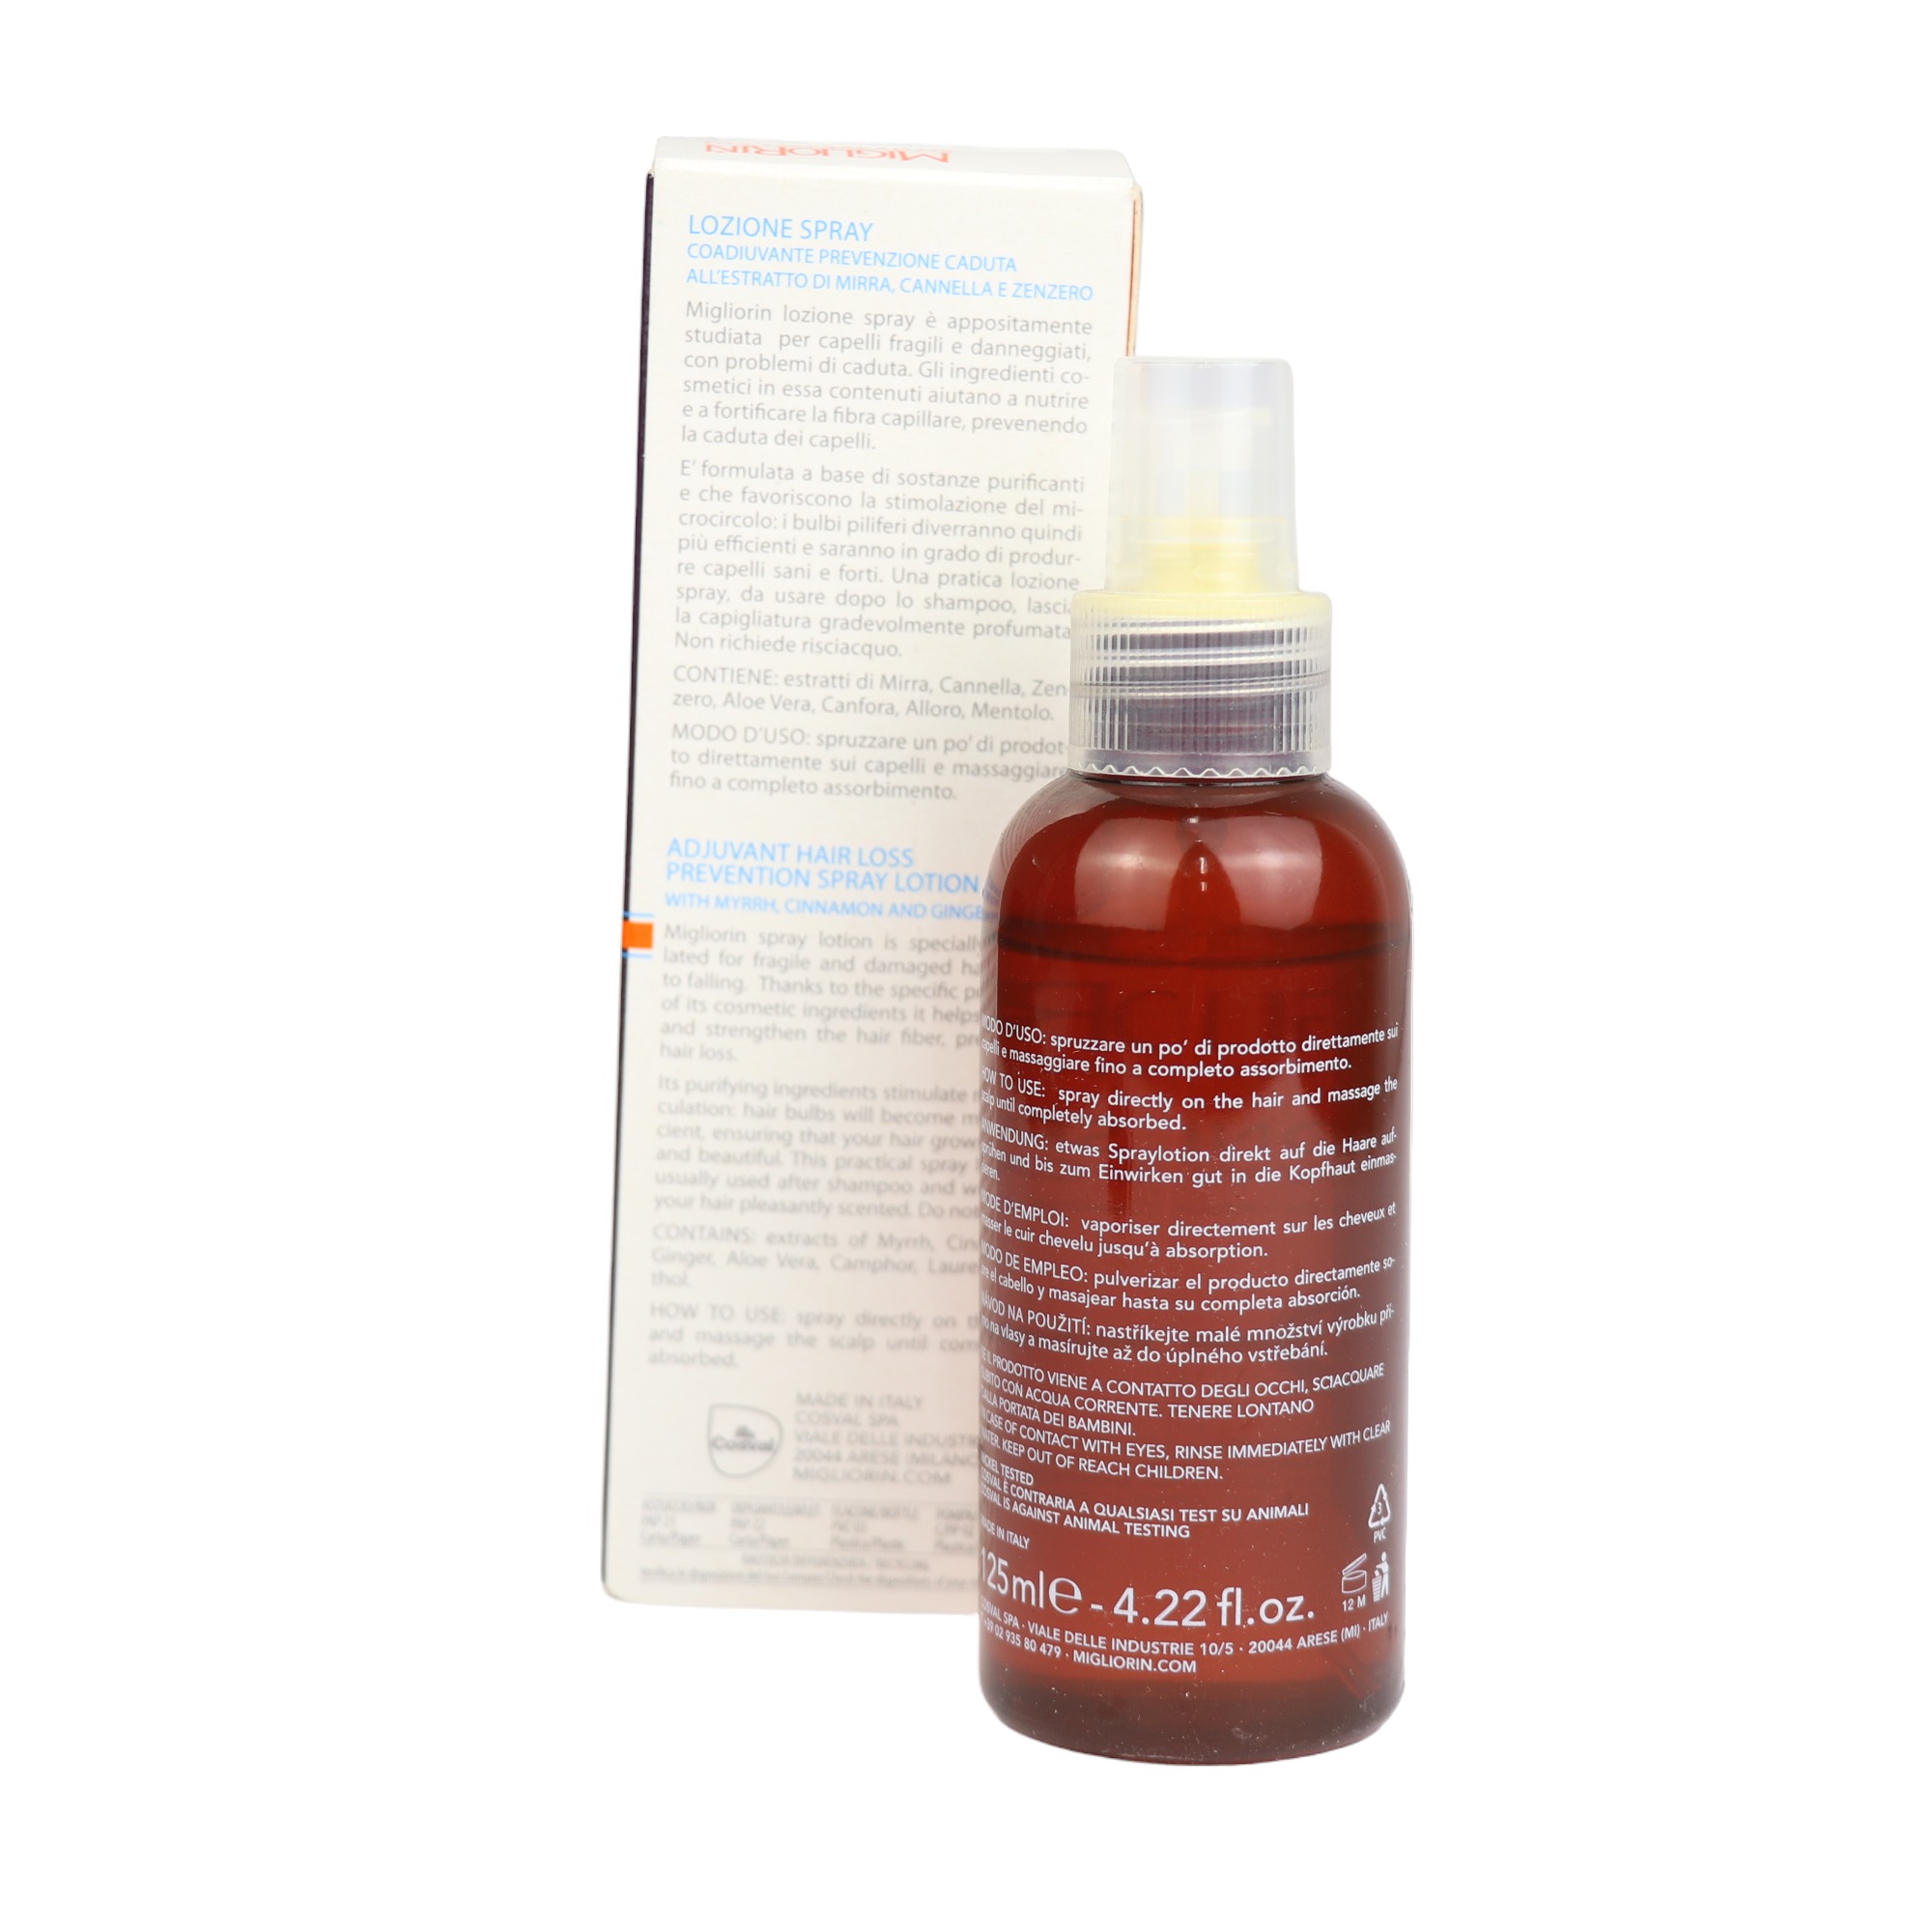 MIGLIORIN
LOZIONE SPRAY
COADIUVANTE PREVENZIONE CADUTA
ALL'ESTRATTO DI MIRRA, CANNELLA E ZENZERO
Migliorin lozione spray è appositamente
studiata per capelli fragili e danneggiati,
con problemi di caduta. Gli ingredienti co-
smetici in essa contenuti aiutano a nutrire
e a fortificare la fibra capillare, prevenendo
la caduta dei capelli.
E' formulata a base di sostanze purificanti
e che favoriscono la stimolazione del mi-
crocircolo: i bulbi piliferi diverranno quindi
più efficienti e saranno in grado di produr-
re capelli sani e forti. Una pratica lozione
spray, da usare dopo lo shampoo, lascia
la capigliatura gradevolmente profumata
Non richiede risciacquo.
CONTIENE: estratti di Mirra, Cannella, Zen-
zero, Aloe Vera, Canfora, Alloro, Mentolo.
MODO D'USO: spruzzare un po' di prodot-
to direttamente sui capelli e massaggiare
fino a completo assorbimento.
ADJUVANT HAIR LOSS
PREVENTION SPRAY LOTION
WITH MYRRH, CINNAMON AND GINGE
Migliorin spray lotion is specially
lated for fragile and damaged
to falling. Thanks to the specific
of its cosmetic ingredients it helps
and strengthen the hair fiber,
hair loss.
Its purifying ingredients stimulate
culation: hair bulbs will become
cient, ensuring that your hair grow
and beautiful. This practical spray
usually used after shampoo and
your hair pleasantly scented. Do
CONTAINS: extracts of Myrrh,
Ginger, Aloe Vera, Camphor, Laure
thol.
HOW TO USE: spray directly on
and massage the scalp until
absorbed.
Cosval
MADE IN ITALY
COSVAL SPA
VIALE DELLE INDUSTR
20044 ARESE (MILANO
MIGLIORIN.COM
MODO D'USO: spruzzare un po' di prodotto direttamente sui
capelli e massaggiare fino a completo assorbimento.
HOW TO USE: spray directly on the hair and massage the
scalp until completely absorbed.
ANWENDUNG: etwas Spraylotion direkt auf die Haare auf-
sprühen und bis zum Einwirken gut in die Kopfhaut einmas-
sieren.
MODE D'EMPLOI: vaporiser directement sur les cheveux et
masser le cuir chevelu jusqu'à absorption.
MODO DE EMPLEO: pulverizar el producto directamente so-
bre el cabello y masajear hasta su completa absorción.
NÁVOD NA POUŽITÍ: nastříkejte malé množství výrobku pří-
mo na vlasy a masírujte až do úplného vstřebání.
SE IL PRODOTTO VIENE A CONTATTO DEGLI OCCHI, SCIACQUARE
SUBITO CON ACQUA CORRENTE. TENERE LONTANO
DALLA PORTATA DEI BAMBINI.
IN CASE OF CONTACT WITH EYES, RINSE IMMEDIATELY WITH CLEAR
WATER. KEEP OUT OF REACH CHILDREN.
NICKEL TESTED
COSVAL È CONTRARIA A QUALSIASI TEST SU ANIMALI
COSVAL IS AGAINST ANIMAL TESTING
MADE IN ITALY
3
PVC
125ml e - 4.22 fl.oz.
12 M
COSVAL SPA · VIALE DELLE INDUSTRIE 10/5 · 20044 ARESE (MI) · ITALY
+39 02 935 80 479 · MIGLIORIN.COM